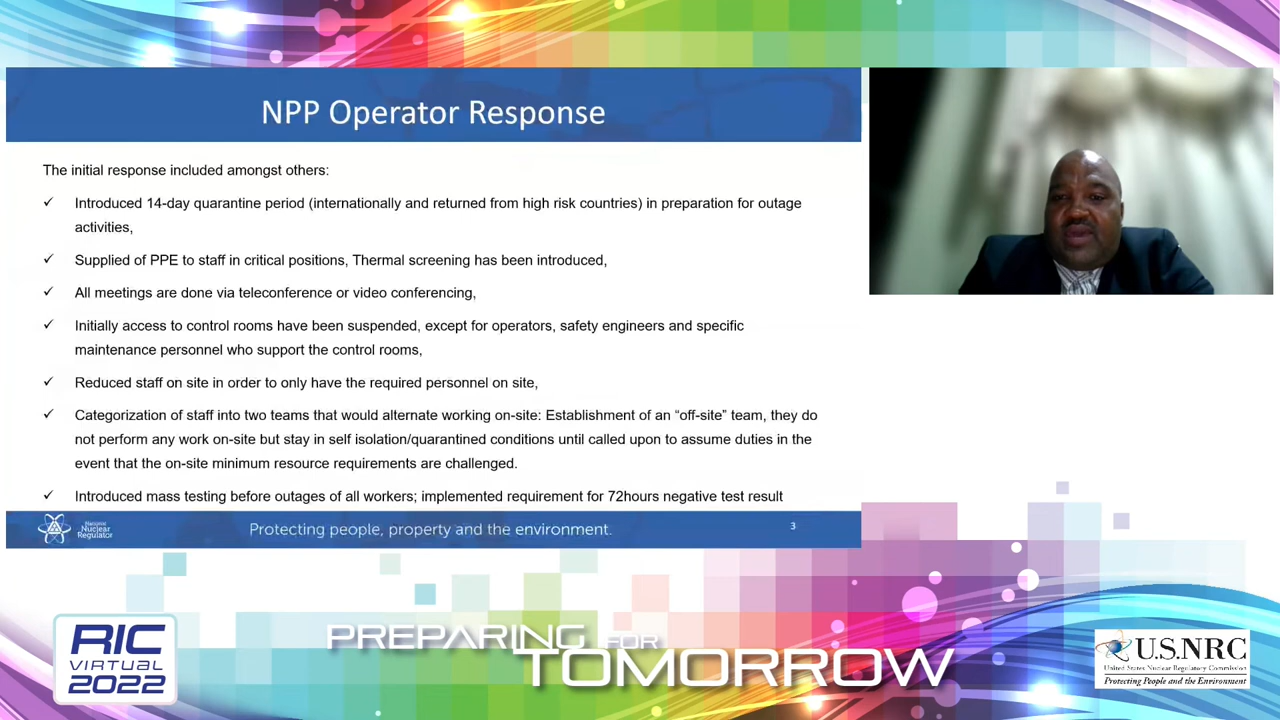 NPP Operator Response
The initial response included amongst others:
✓ Introduced 14-day quarantine period (internationally and returned from high risk countries) in preparation for outage
activities,
✓ Supplied of PPE to staff in critical positions, Thermal screening has been introduced,
✓ All meetings are done via teleconference or video conferencing,
✓ Initially access to control rooms have been suspended, except for operators, safety engineers and specific
maintenance personnel who support the control rooms,
✓ Reduced staff on site in order to only have the required personnel on site,
✓ Categorization of staff into two teams that would alternate working on-site: Establishment of an “off-site” team, they do
not perform any work on-site but stay in self isolation/quarantined conditions until called upon to assume duties in the
event that the on-site minimum resource requirements are challenged.
✓ Introduced mass testing before outages of all workers; implemented requirement for 72hours negative test result
National
Nuclear
Regulator
Protecting people, property and the environment.
3
RIC
VIRTUAL
2022
PREPARING FOR
TOMORROW
U.S.NRC
United States Nuclear Regulatory Commission
Protecting People and the Environment